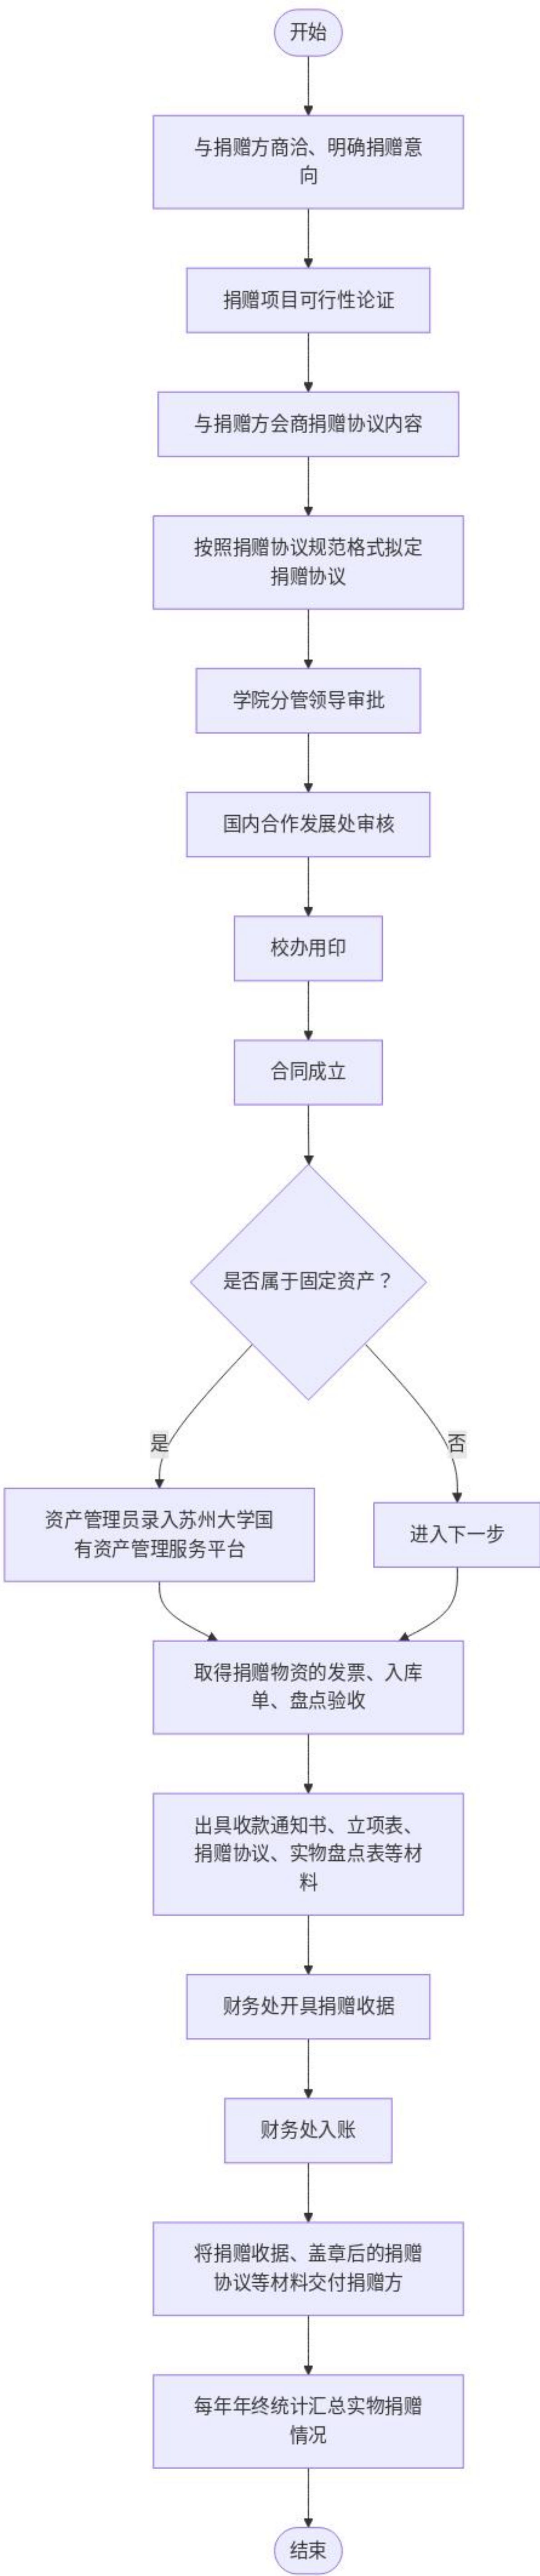 开始
与捐赠方商洽、明确捐赠意
向
捐赠项目可行性论证
与捐赠方会商捐赠协议内容
按照捐赠协议规范格式拟定
捐赠协议
学院分管领导审批
国内合作发展处审核
校办用印
合同成立
是否属于固定资产？
是
否
资产管理员录入苏州大学国
有资产管理服务平台
进入下一步
取得捐赠物资的发票、入库
单、盘点验收
出具收款通知书、立项表、
捐赠协议、实物盘点表等材
料
财务处开具捐赠收据
财务处入账
将捐赠收据、盖章后的捐赠
协议等材料交付捐赠方
每年年终统计汇总实物捐赠
情况
结束